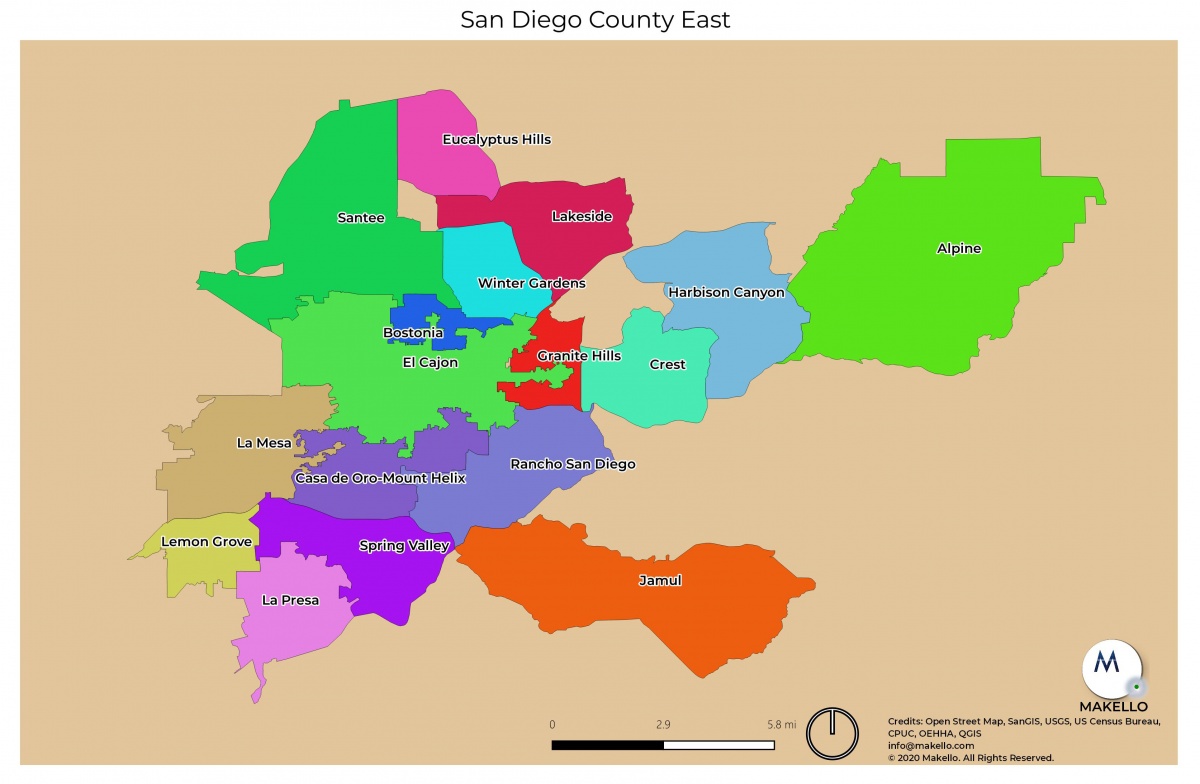 San Diego County East
Eucalyptus Hills
Santee
Lakeside
Alpine
Winter Gardens
Harbison Canyon
Bostonia
El Cajon
Granite Hills
Crest
La Mesa
Rancho San Diego
Casa de Oro-Mount Helix
Lemon Grove
Spring Valley
Jamul
La Presa
M
MAKELLO
0 2.9 5.8 mi
Credits: Open Street Map, SanGIS, USGS, US Census Bureau,
CPUC, OEHHA, QGIS
info@makello.com
© 2020 Makello. All Rights Reserved.